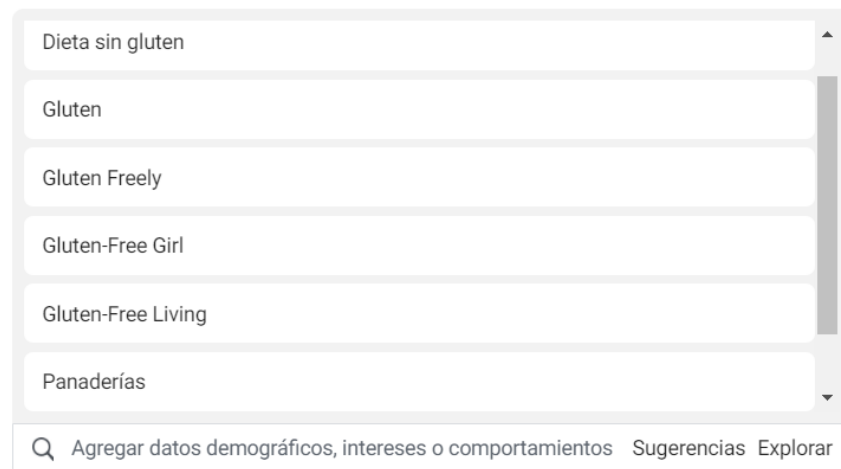 Dieta sin gluten
Gluten
Gluten Freely
Gluten-Free Girl
Gluten-Free Living
Panaderías
Agregar datos demográficos, intereses o comportamientos Sugerencias Explorar